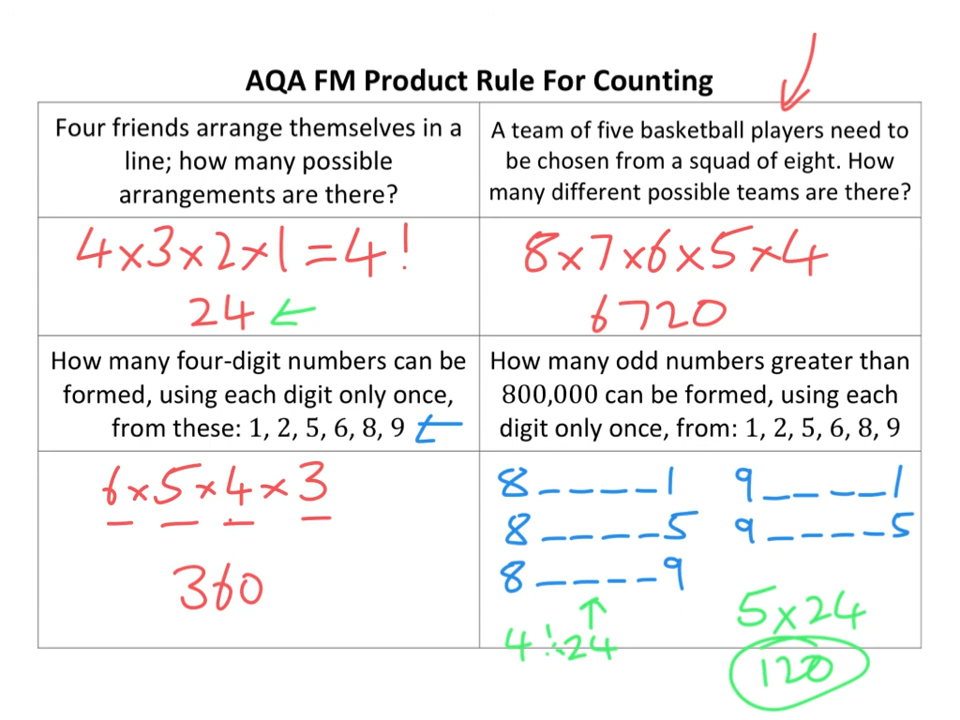 AQA FM Product Rule For Counting
Four friends arrange themselves in a
line; how many possible
arrangements are there?
4×3×2×1=4!
24
A team of five basketball players need to
be chosen from a squad of eight. How
many different possible teams are there?
8×7×6×5×4
6720
How many four-digit numbers can be
formed, using each digit only once,
from these: 1, 2, 5, 6, 8, 9
6×5×4×3
360
How many odd numbers greater than
800,000 can be formed, using each
digit only once, from: 1, 2, 5, 6, 8, 9
8 _ _ _ _ 1
8 _ _ _ _ 5
8 _ _ _ _ 9
4! = 24
9 _ _ _ _ 1
9 _ _ _ _ 5
5×24
120